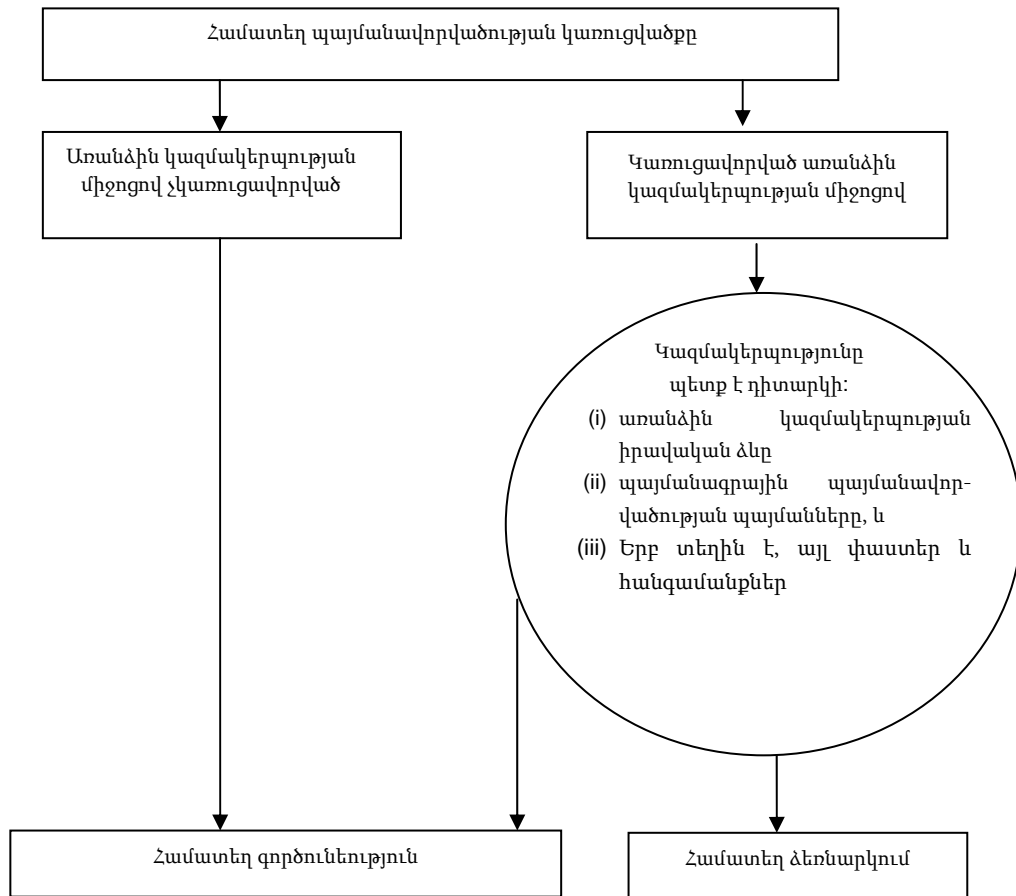 Համատեղ պայմանավորվածության կառուցվածքը
Առանձին կազմակերպության
միջոցով չկառուցավորված
Կառուցավորված առանձին
կազմակերպության միջոցով
Կազմակերպությունը
պետք է դիտարկի:
(i) առանձին կազմակերպության
իրավական ձևը
(ii) պայմանագրային պայմանավոր-
վածության պայմանները, և
(iii) Երբ տեղին է, այլ փաստեր և
հանգամանքներ
Համատեղ գործունեություն
Համատեղ ձեռնարկում